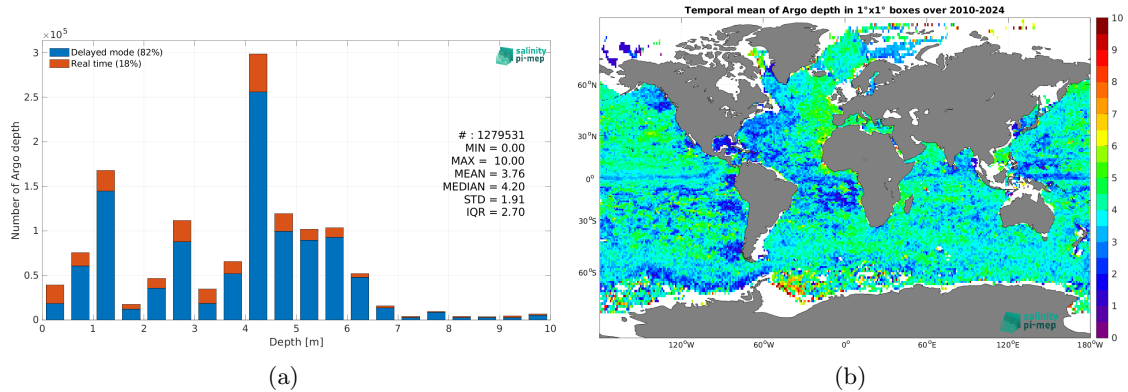 Delayed mode (82%)
Real time (18%)
salinity
pi-mep
×10⁵
3
2.5
2
1.5
1
0.5
0
Number of Argo depth
# : 1279531
MIN = 0.00
MAX = 10.00
MEAN = 3.76
MEDIAN = 4.20
STD = 1.91
IQR = 2.70
0 1 2 3 4 5 6 7 8 9 10
Depth [m]
(a)
Temporal mean of Argo depth in 1°x1° boxes over 2010-2024
60°N
30°N
0°
15°N
15°S
30°S
60°S
120°W 60°W 0° 60°E 120°E 180°W
salinity
pi-mep
10
9
8
7
6
5
4
3
2
1
0
(b)